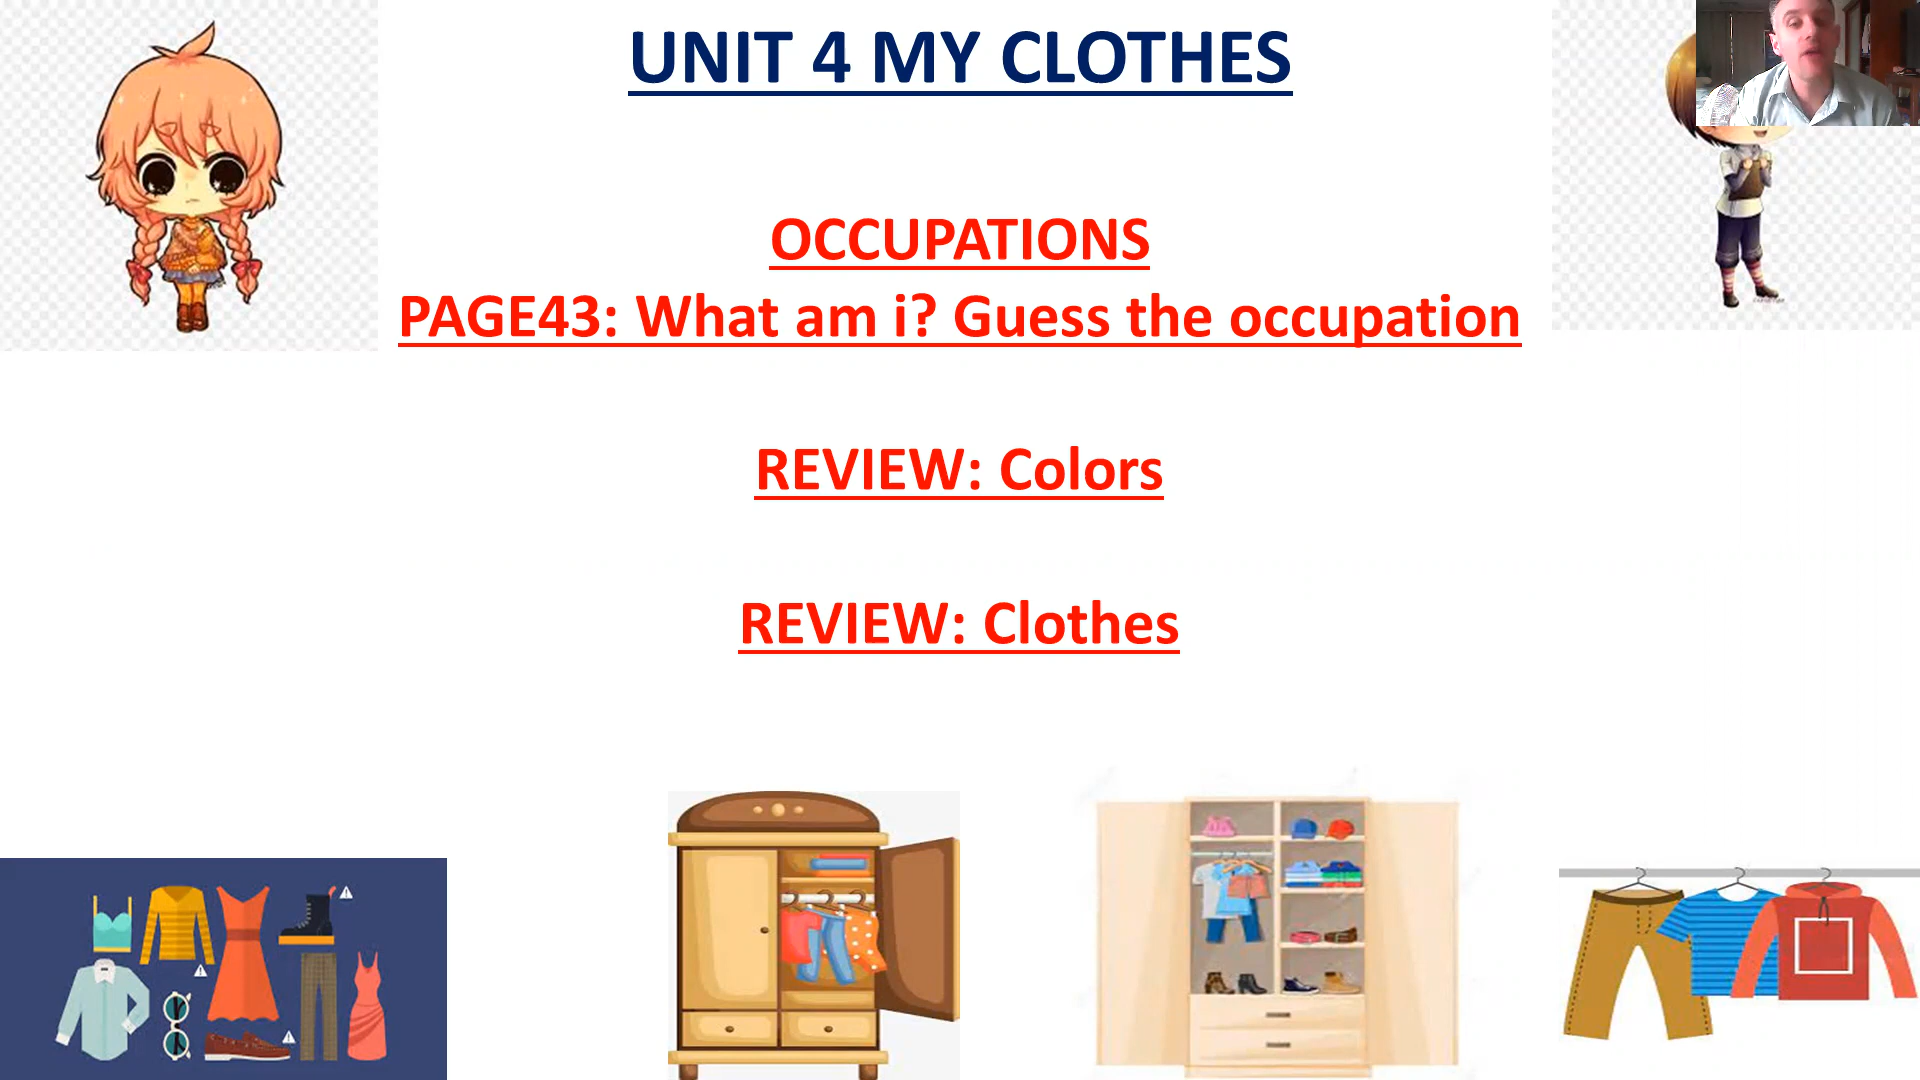 UNIT 4 MY CLOTHES
OCCUPATIONS
PAGE43: What am i? Guess the occupation
REVIEW: Colors
REVIEW: Clothes